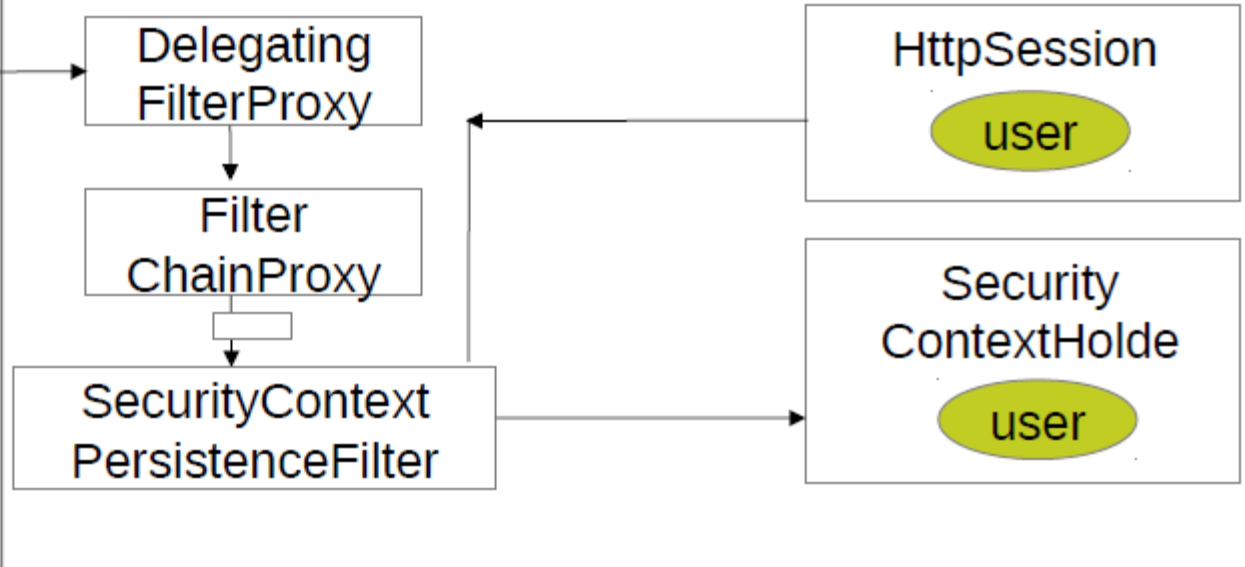 Delegating
FilterProxy
HttpSession
user
Filter
ChainProxy
Security
ContextHolde
user
SecurityContext
PersistenceFilter